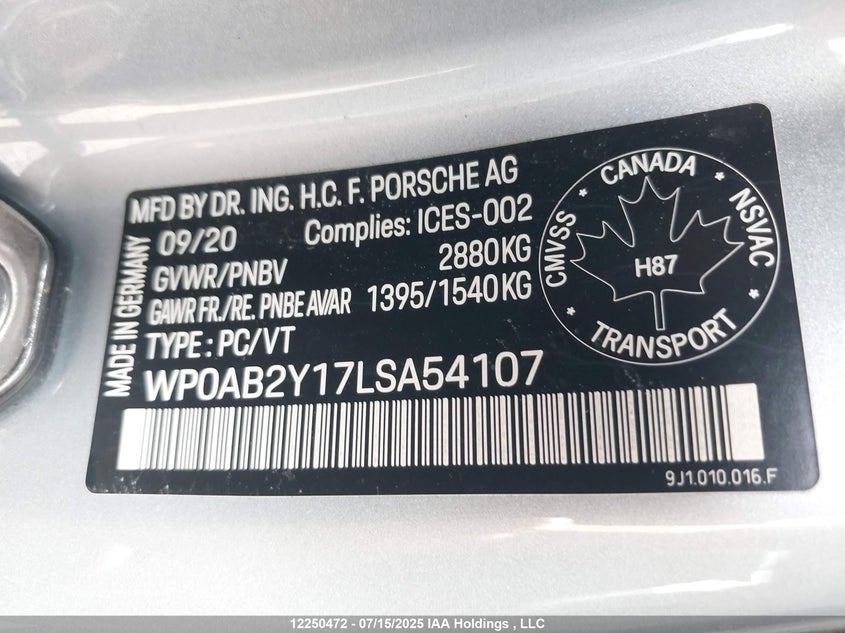 MFD BY DR. ING. H.C. F. PORSCHE AG
09/20 Complies: ICES-002
GVWR/PNBV 2880KG
GAWR FR./RE. PNBE AV/AR 1395/1540KG
TYPE: PC/VT
WP0AB2Y17LSA54107
MADE IN GERMANY
CANADA
CMVSS
NSVAC
H87
TRANSPORT
9J1.010.016.F
12250472 - 07/15/2025 IAA Holdings , LLC